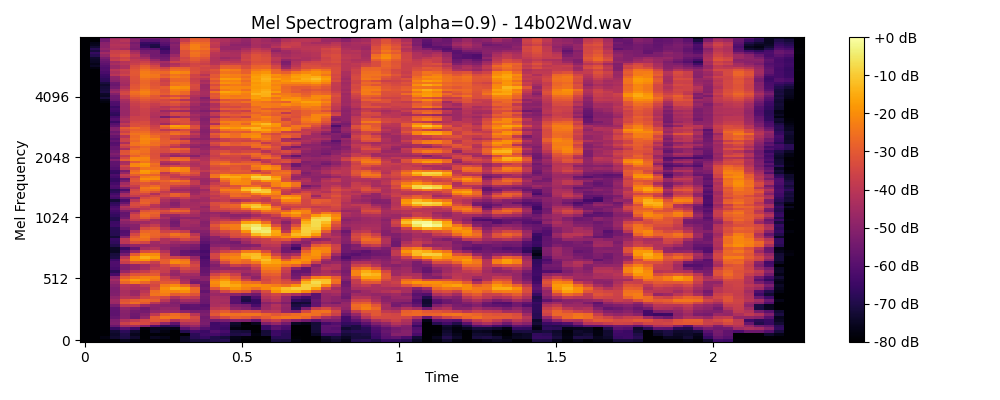 Mel Spectrogram (alpha=0.9) - 14b02Wd.wav
Mel Frequency
4096
2048
1024
512
0
0
0.5
1
1.5
2
Time
+0 dB
-10 dB
-20 dB
-30 dB
-40 dB
-50 dB
-60 dB
-70 dB
-80 dB